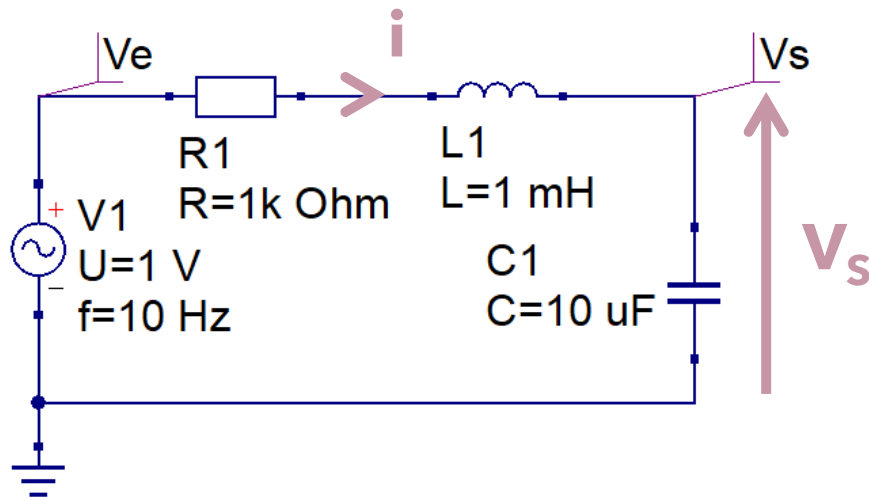 i
Ve
Vs
R1
R=1k Ohm
L1
L=1 mH
+
V1
U=1 V
f=10 Hz
–
C1
C=10 uF
vs